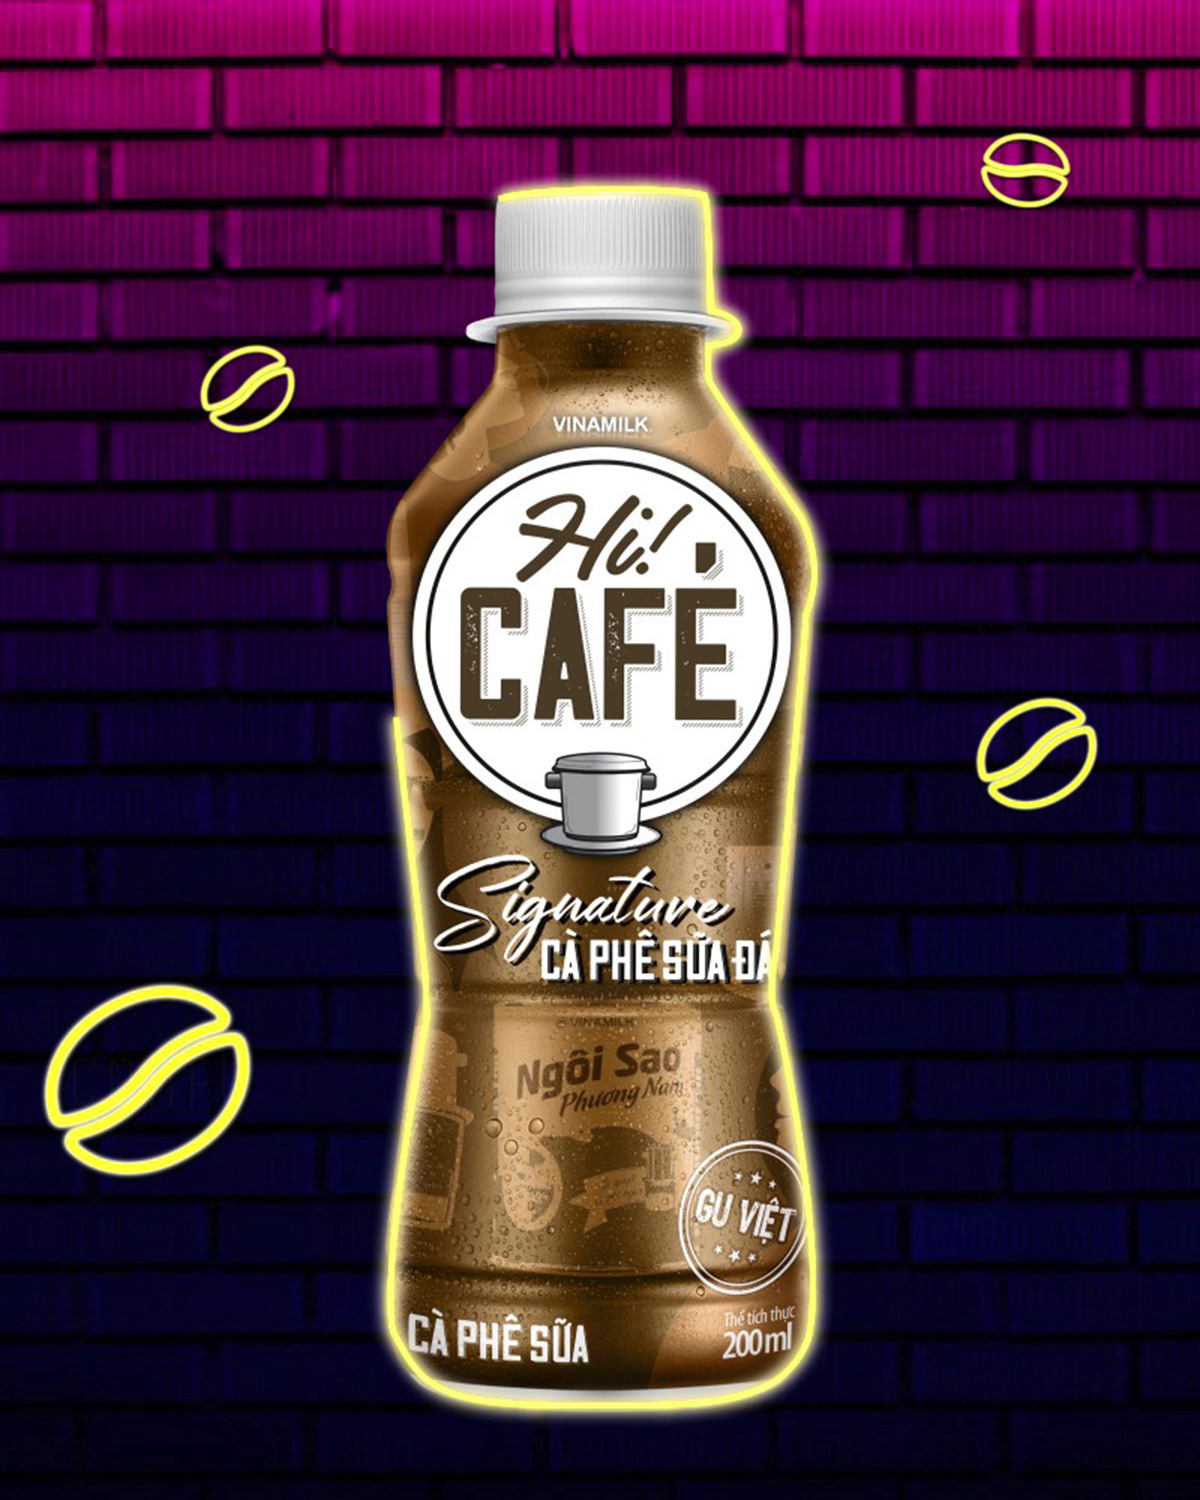 VINAMILK
Hi!
CAFÉ
Signature
CÀ PHÊ SỮA ĐÁ
VINAMILK
Ngôi Sao
Phương Nam
GU VIỆT
CÀ PHÊ SỮA
Thể tích thực
200ml